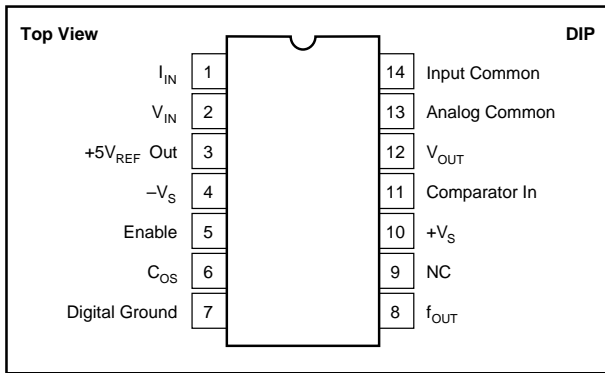 Top View DIP
I_IN 1 14 Input Common
V_IN 2 13 Analog Common
+5V_REF Out 3 12 V_OUT
–V_S 4 11 Comparator In
Enable 5 10 +V_S
C_OS 6 9 NC
Digital Ground 7 8 f_OUT